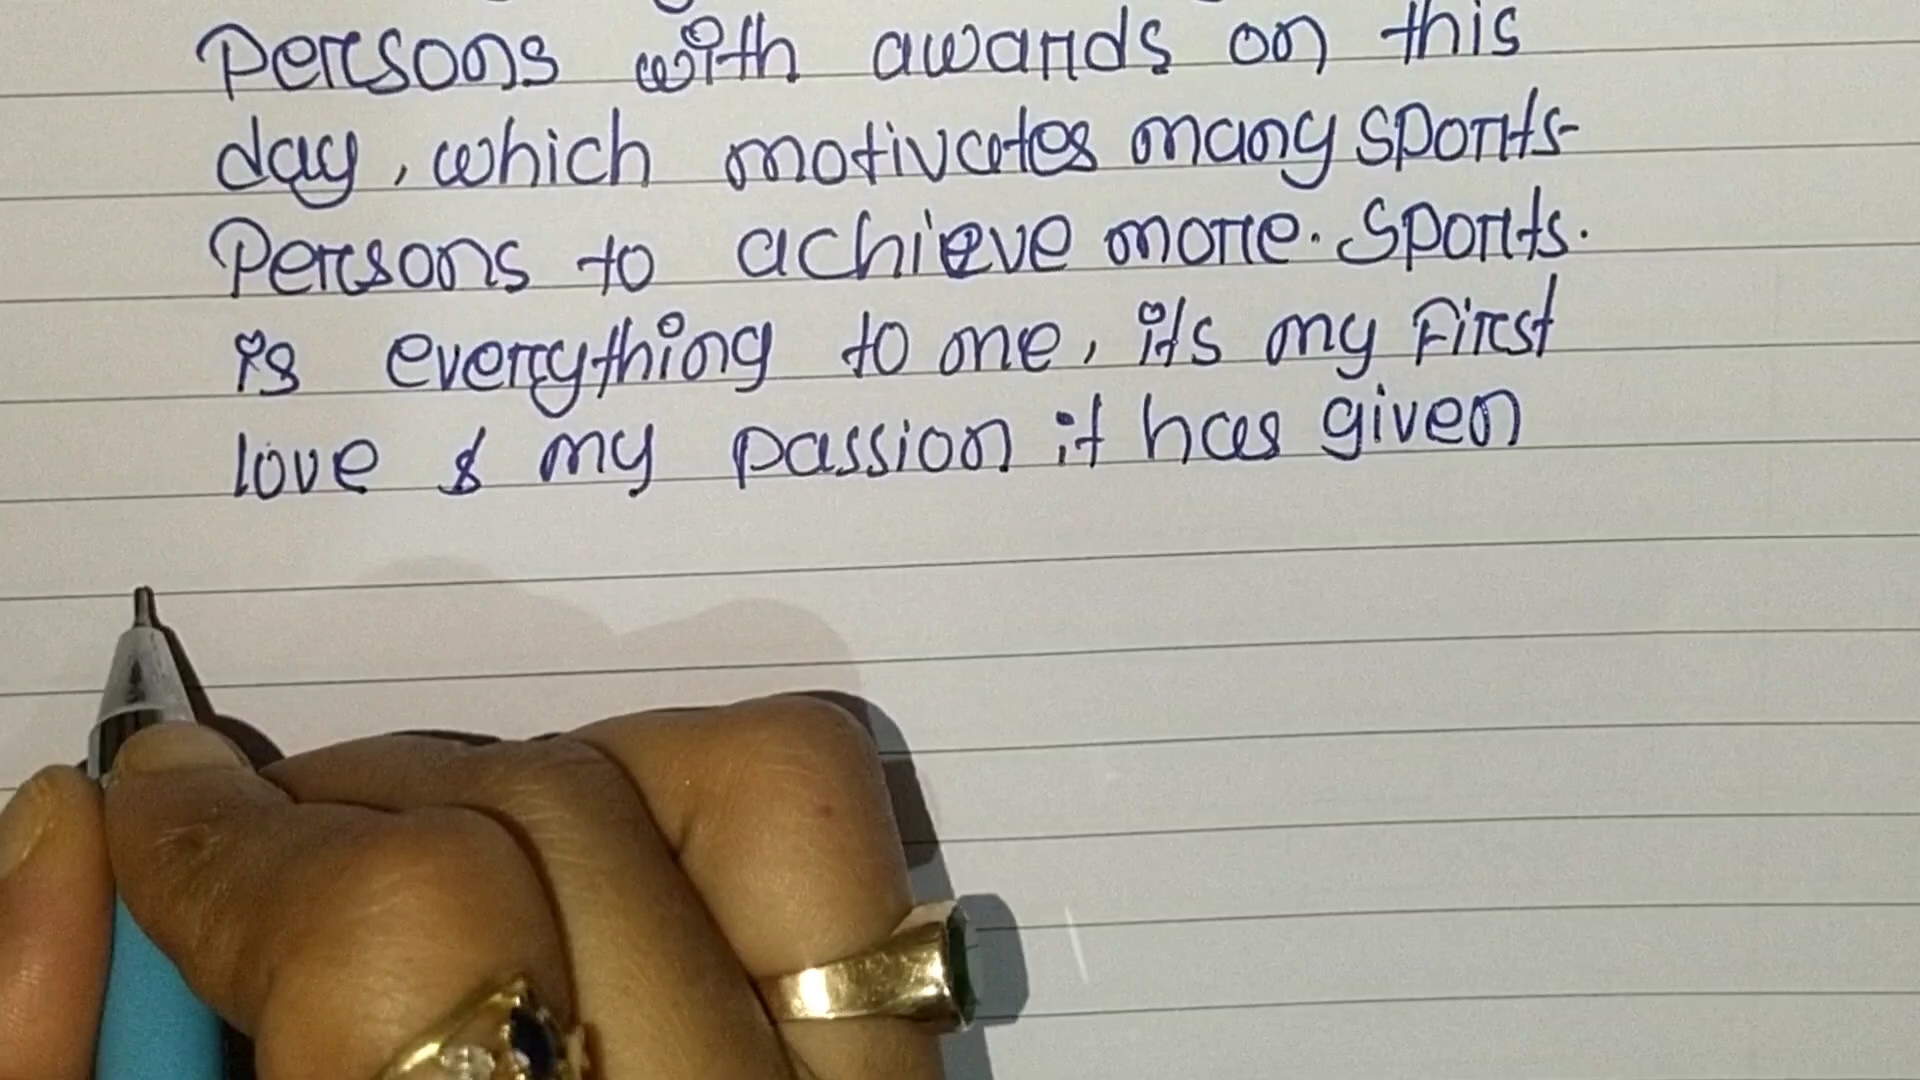 Persons with awards on this
day, which motivates many sports-
Persons to achieve more. Sports.
is everything to me, its my First
love & my passion it has given